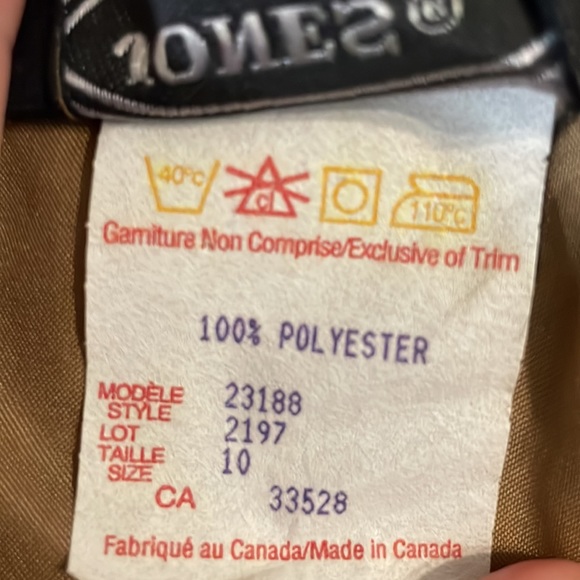 JONES ®
40°C cl 110°C
Garniture Non Comprise/Exclusive of Trim
100% POLYESTER
MODÈLE STYLE 23188
LOT 2197
TAILLE SIZE 10
CA 33528
Fabriqué au Canada/Made in Canada